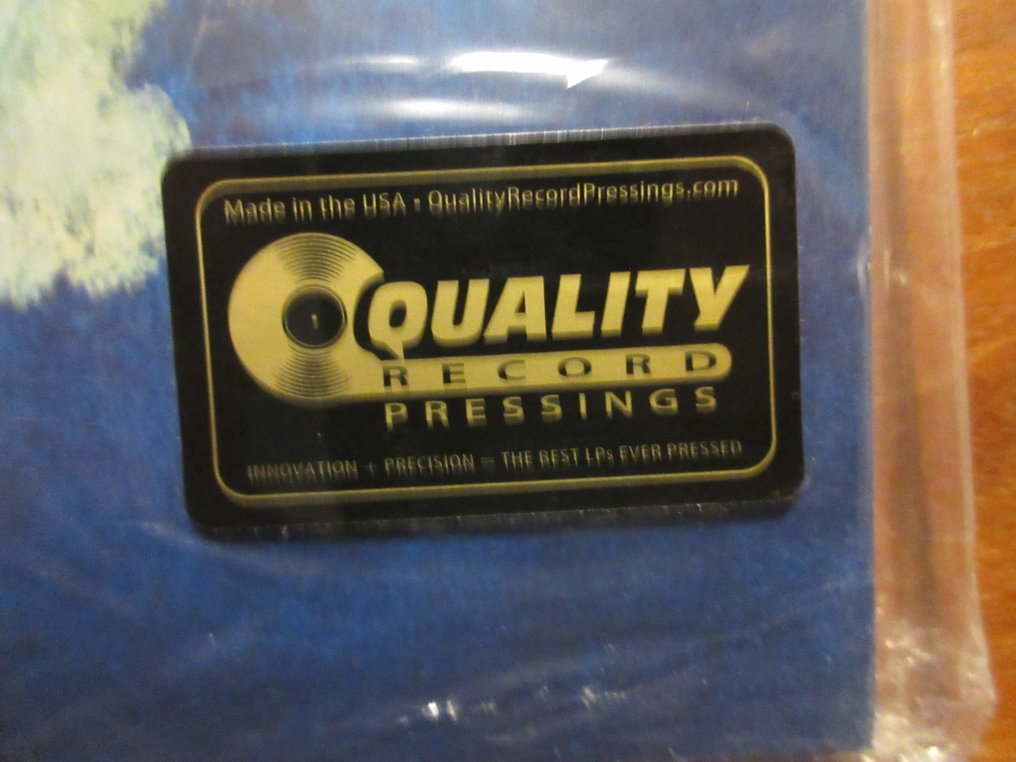 Made in the USA • QualityRecordPressings.com
QUALITY
RECORD
PRESSINGS
INNOVATION + PRECISION = THE BEST LPs EVER PRESSED